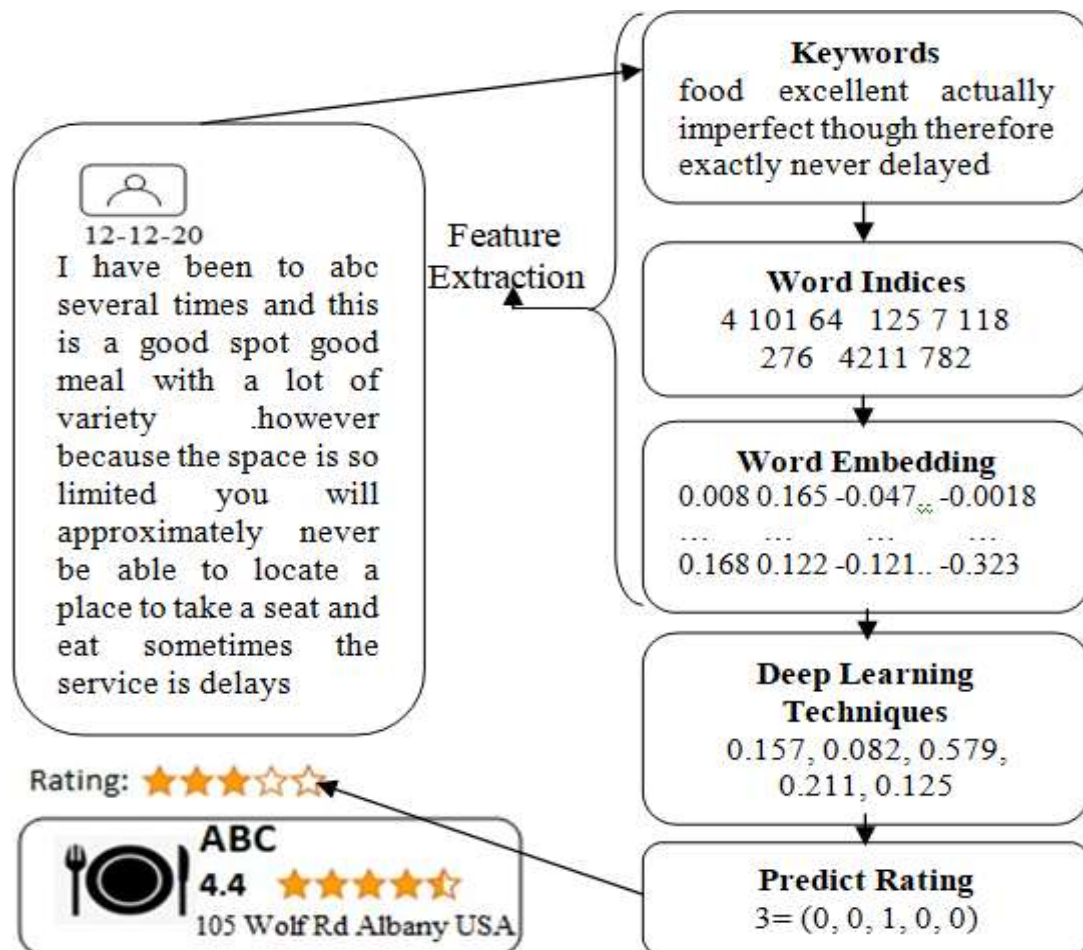 12-12-20
I have been to abc
several times and this
is a good spot good
meal with a lot of
variety .however
because the space is so
limited you will
approximately never
be able to locate a
place to take a seat and
eat sometimes the
service is delays
Rating:
ABC
4.4
105 Wolf Rd Albany USA
Feature
Extraction
Keywords
food excellent actually
imperfect though therefore
exactly never delayed
Word Indices
4 101 64 125 7 118
276 4211 782
Word Embedding
0.008 0.165 -0.047.. -0.0018
... ... ... ...
0.168 0.122 -0.121.. -0.323
Deep Learning
Techniques
0.157, 0.082, 0.579,
0.211, 0.125
Predict Rating
3= (0, 0, 1, 0, 0)